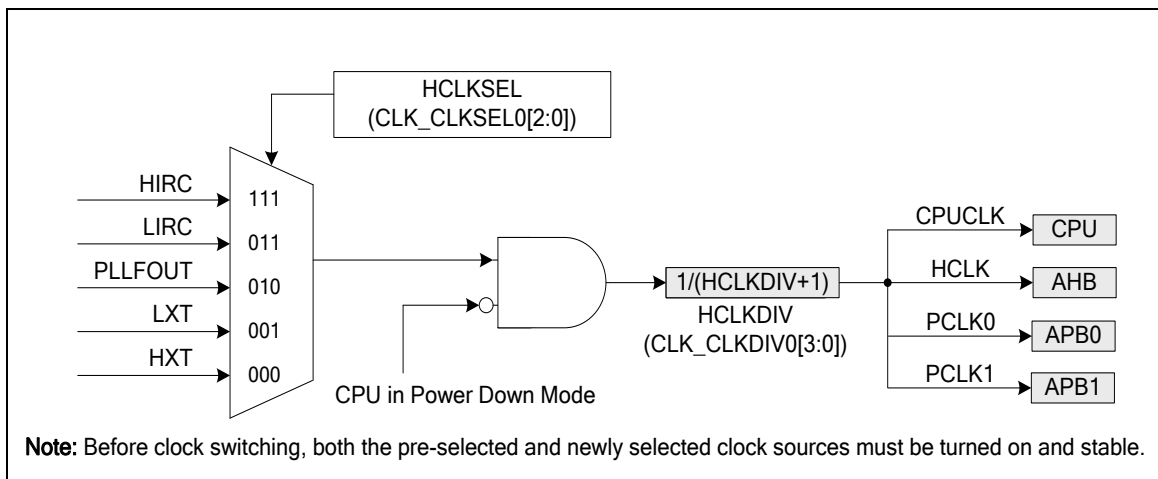 HCLKSEL
(CLK_CLKSEL0[2:0])
HIRC
111
LIRC
011
PLLFOUT
010
LXT
001
HXT
000
CPU in Power Down Mode
1/(HCLKDIV+1)
HCLKDIV
(CLK_CLKDIV0[3:0])
CPUCLK
CPU
HCLK
AHB
PCLK0
APB0
PCLK1
APB1
Note: Before clock switching, both the pre-selected and newly selected clock sources must be turned on and stable.